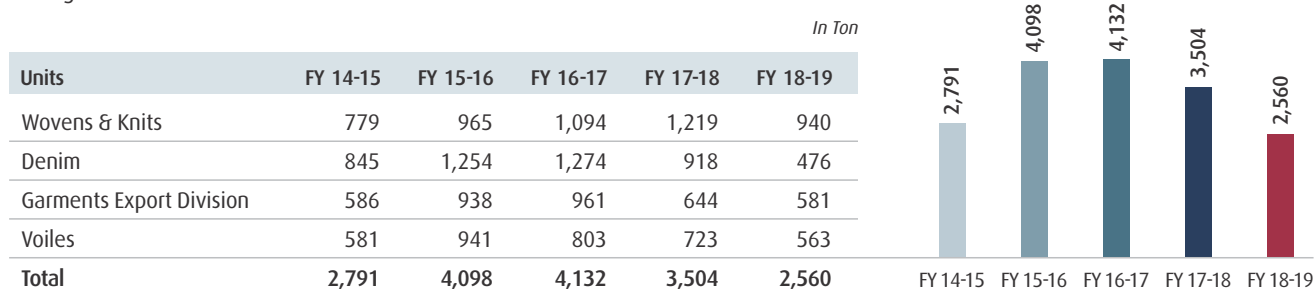 In Ton
Units FY 14-15 FY 15-16 FY 16-17 FY 17-18 FY 18-19
Wovens & Knits 779 965 1,094 1,219 940
Denim 845 1,254 1,274 918 476
Garments Export Division 586 938 961 644 581
Voiles 581 941 803 723 563
Total 2,791 4,098 4,132 3,504 2,560
2,791
4,098
4,132
3,504
2,560
FY 14-15 FY 15-16 FY 16-17 FY 17-18 FY 18-19